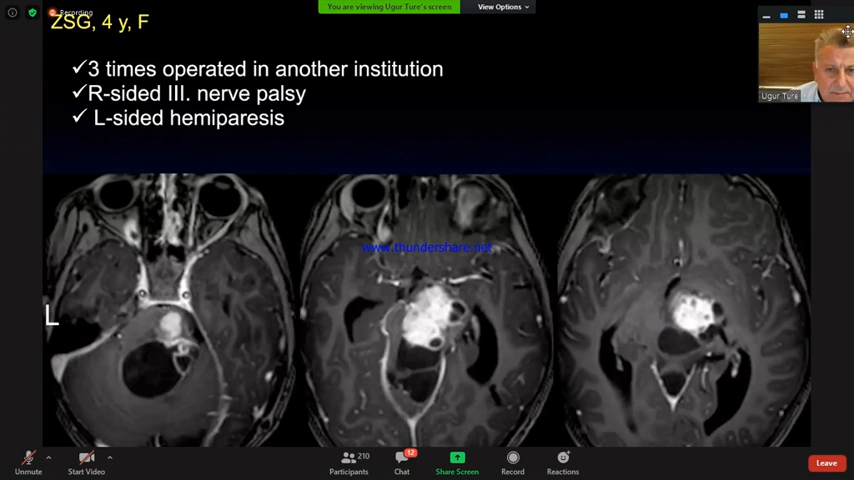 Recording
You are viewing Ugur Ture's screen
View Options
ZSG, 4 y, F
✓3 times operated in another institution
✓R-sided III. nerve palsy
✓ L-sided hemiparesis
Ugur Ture
www.thundershare.net
L
Unmute
Start Video
210
Participants
12
Chat
Share Screen
Record
Reactions
Leave